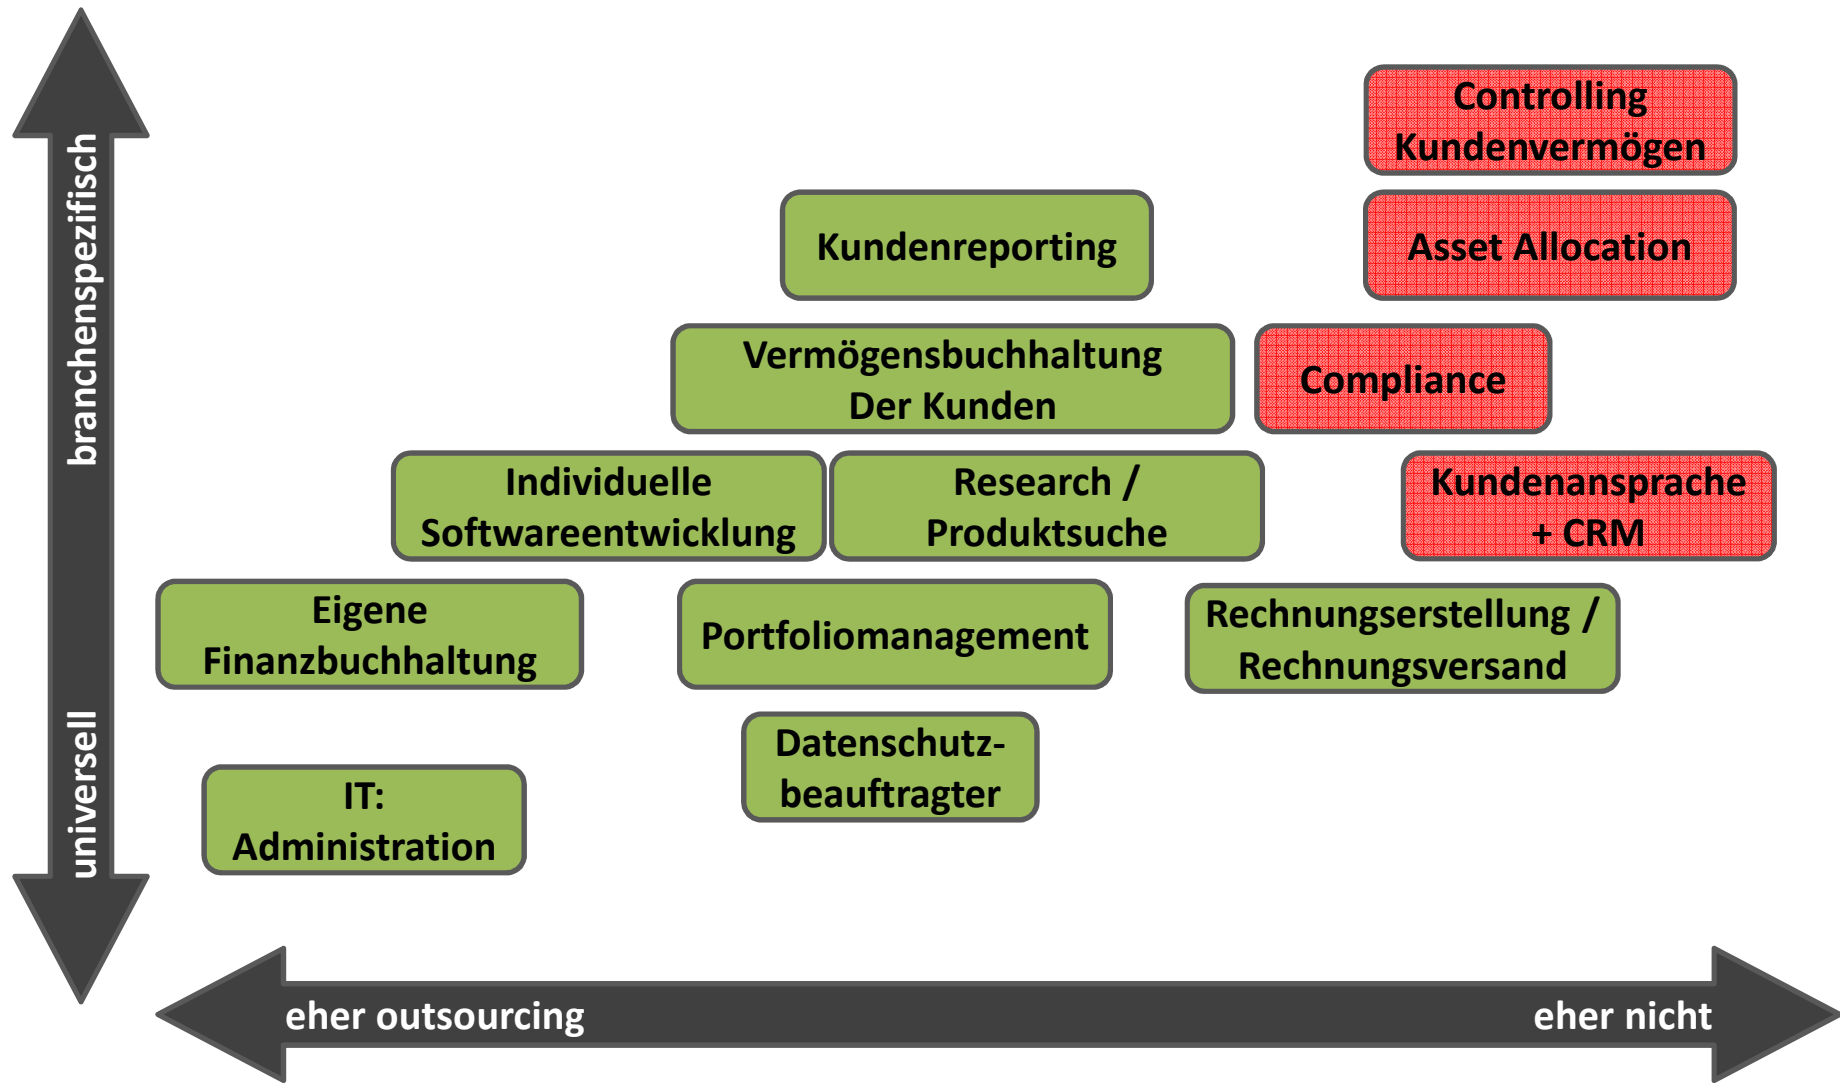 branchenspezifisch
universell
Controlling
Kundenvermögen
Kundenreporting
Asset Allocation
Vermögensbuchhaltung
Der Kunden
Compliance
Individuelle
Softwareentwicklung
Research /
Produktsuche
Kundenansprache
+ CRM
Eigene
Finanzbuchhaltung
Portfoliomanagement
Rechnungserstellung /
Rechnungsversand
Datenschutz-
beauftragter
IT:
Administration
eher outsourcing
eher nicht